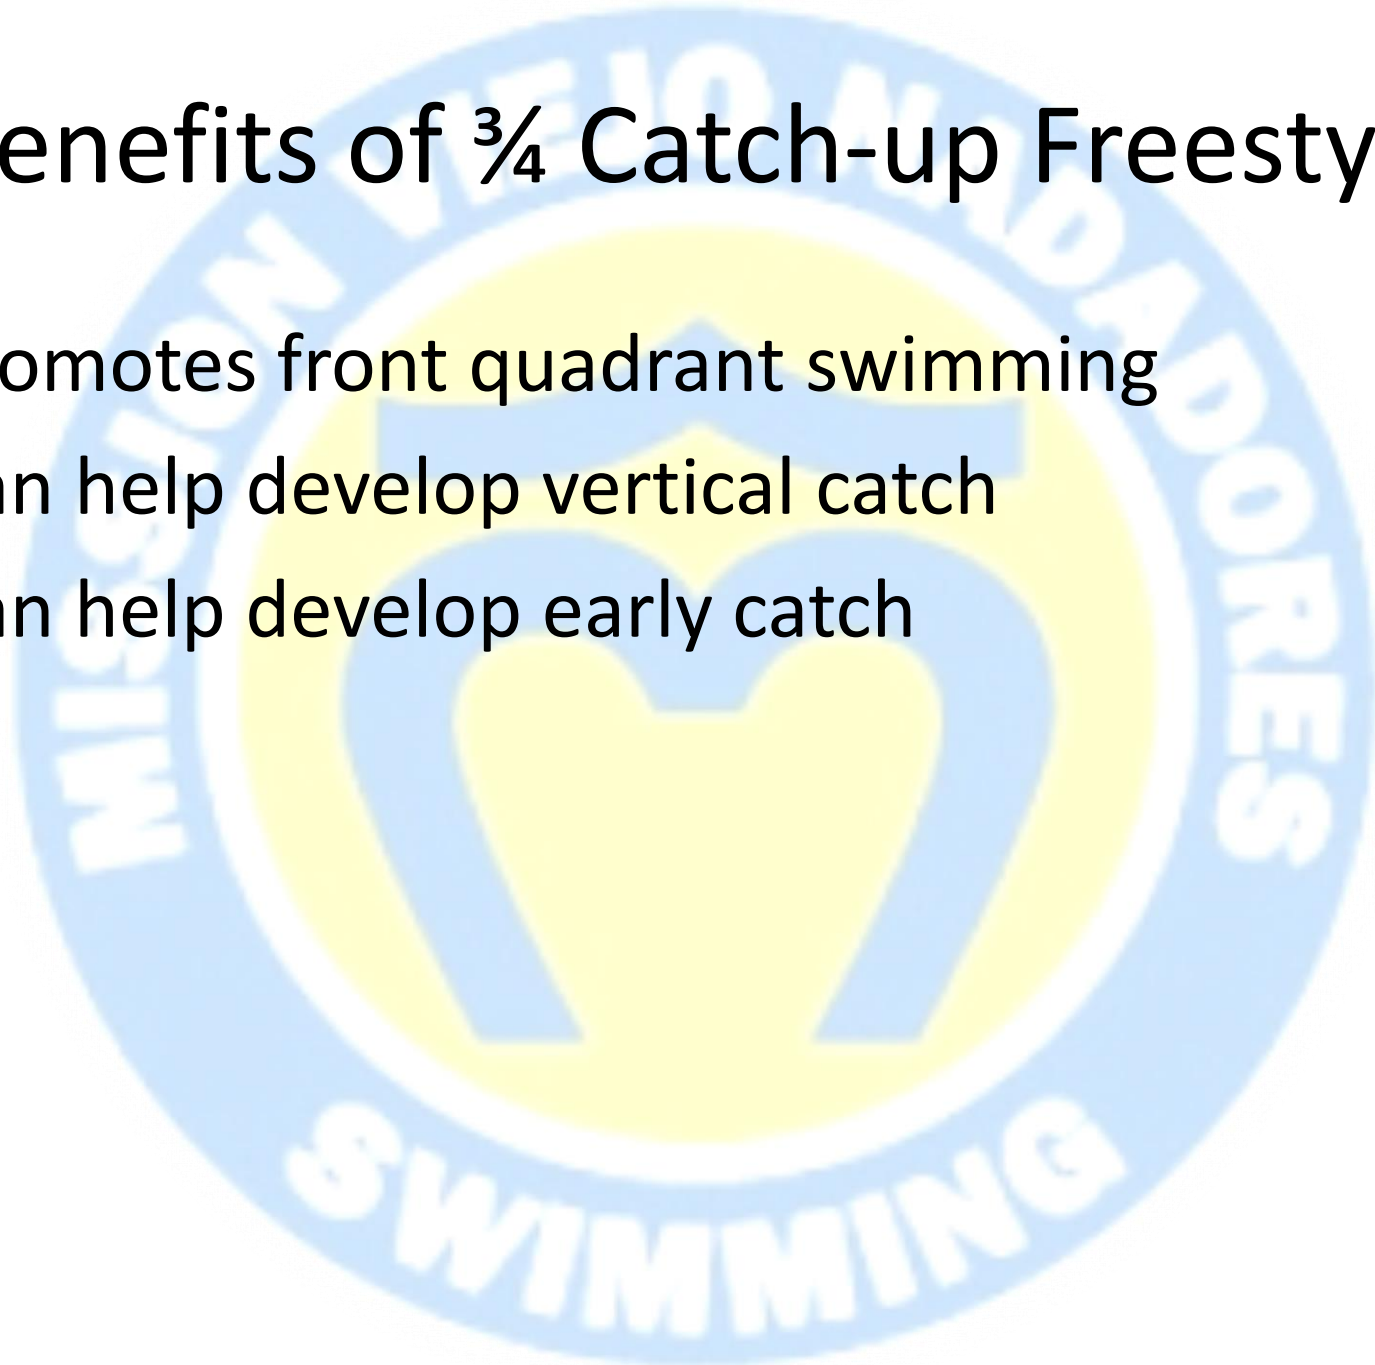 enefits of ¾ Catch-up Freesty
omotes front quadrant swimming
an help develop vertical catch
an help develop early catch
MISSION VIEJO NADADORES
SWIMMING